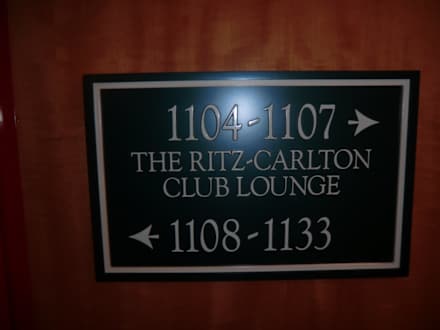 1104-1107 →
THE RITZ-CARLTON
CLUB LOUNGE
← 1108-1133